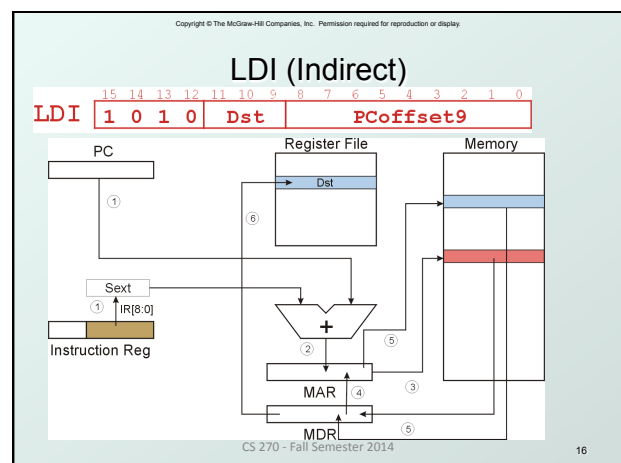 Copyright © The McGraw-Hill Companies, Inc. Permission required for reproduction or display.
LDI (Indirect)
15 14 13 12 11 10 9 8 7 6 5 4 3 2 1 0
LDI 1 0 1 0 Dst PCoffset9
PC Register File Memory
Dst
① ⑥
Sext
① IR[8:0]
+
Instruction Reg
② ⑤
③
MAR ④
MDR ⑤
CS 270 - Fall Semester 2014
16